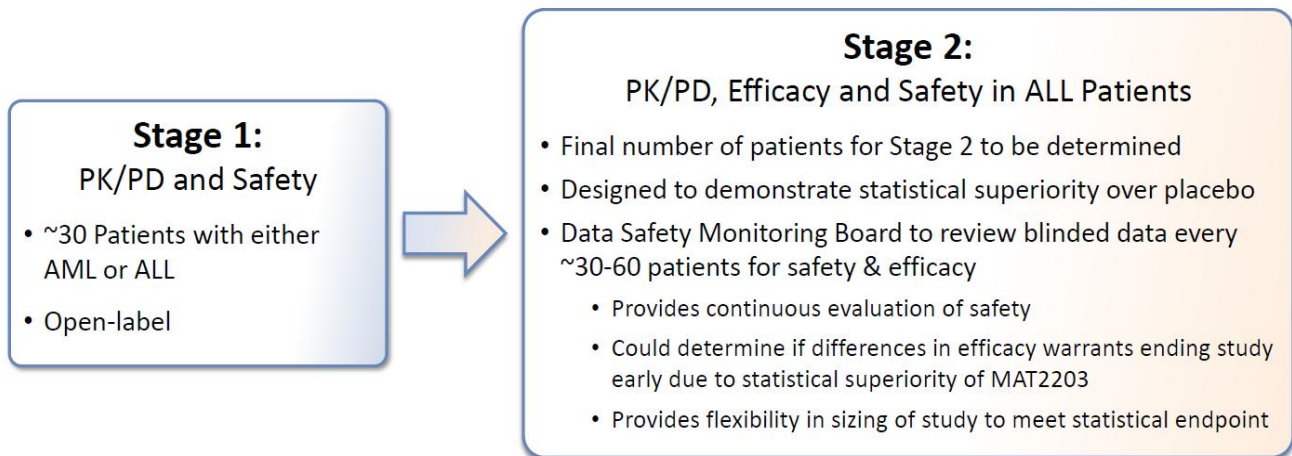 Stage 1:
PK/PD and Safety
• ~30 Patients with either
AML or ALL
• Open-label
Stage 2:
PK/PD, Efficacy and Safety in ALL Patients
• Final number of patients for Stage 2 to be determined
• Designed to demonstrate statistical superiority over placebo
• Data Safety Monitoring Board to review blinded data every
~30-60 patients for safety & efficacy
• Provides continuous evaluation of safety
• Could determine if differences in efficacy warrants ending study
early due to statistical superiority of MAT2203
• Provides flexibility in sizing of study to meet statistical endpoint